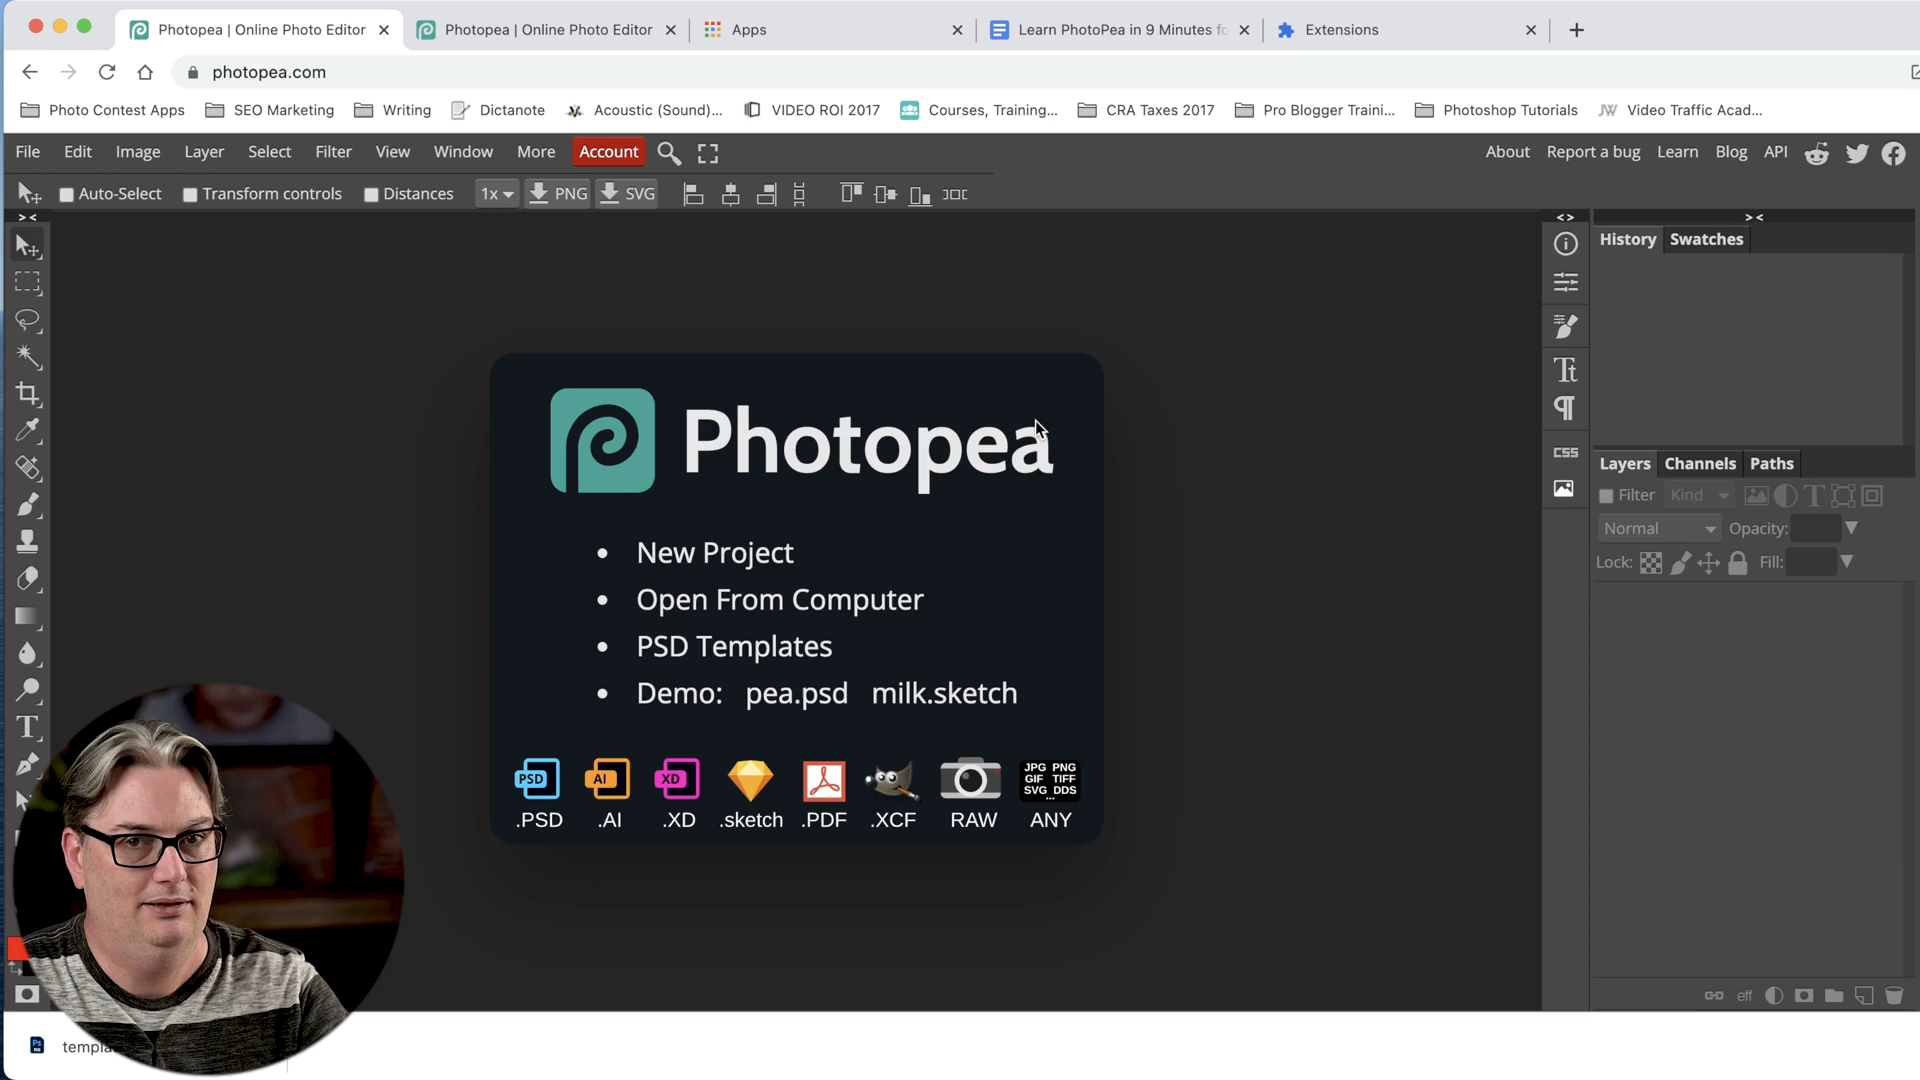 Photopea | Online Photo Editor
Photopea | Online Photo Editor
Apps
Learn PhotoPea in 9 Minutes fo
Extensions
photopea.com
Photo Contest Apps
SEO Marketing
Writing
Dictanote
Acoustic (Sound)...
VIDEO ROI 2017
Courses, Training...
CRA Taxes 2017
Pro Blogger Traini...
Photoshop Tutorials
JW
Video Traffic Acad...
File Edit Image Layer Select Filter View Window More Account
About Report a bug Learn Blog API
Auto-Select Transform controls Distances 1x PNG SVG
> <
< >
> <
History Swatches
Photopea
New Project
Open From Computer
PSD Templates
Demo: pea.psd milk.sketch
PSD AI XD
JPG PNG
GIF TIFF
SVG DDS
...
.PSD .AI .XD .sketch .PDF .XCF RAW ANY
CSS
Layers Channels Paths
Filter Kind
Normal Opacity:
Lock: Fill:
eff
Ps